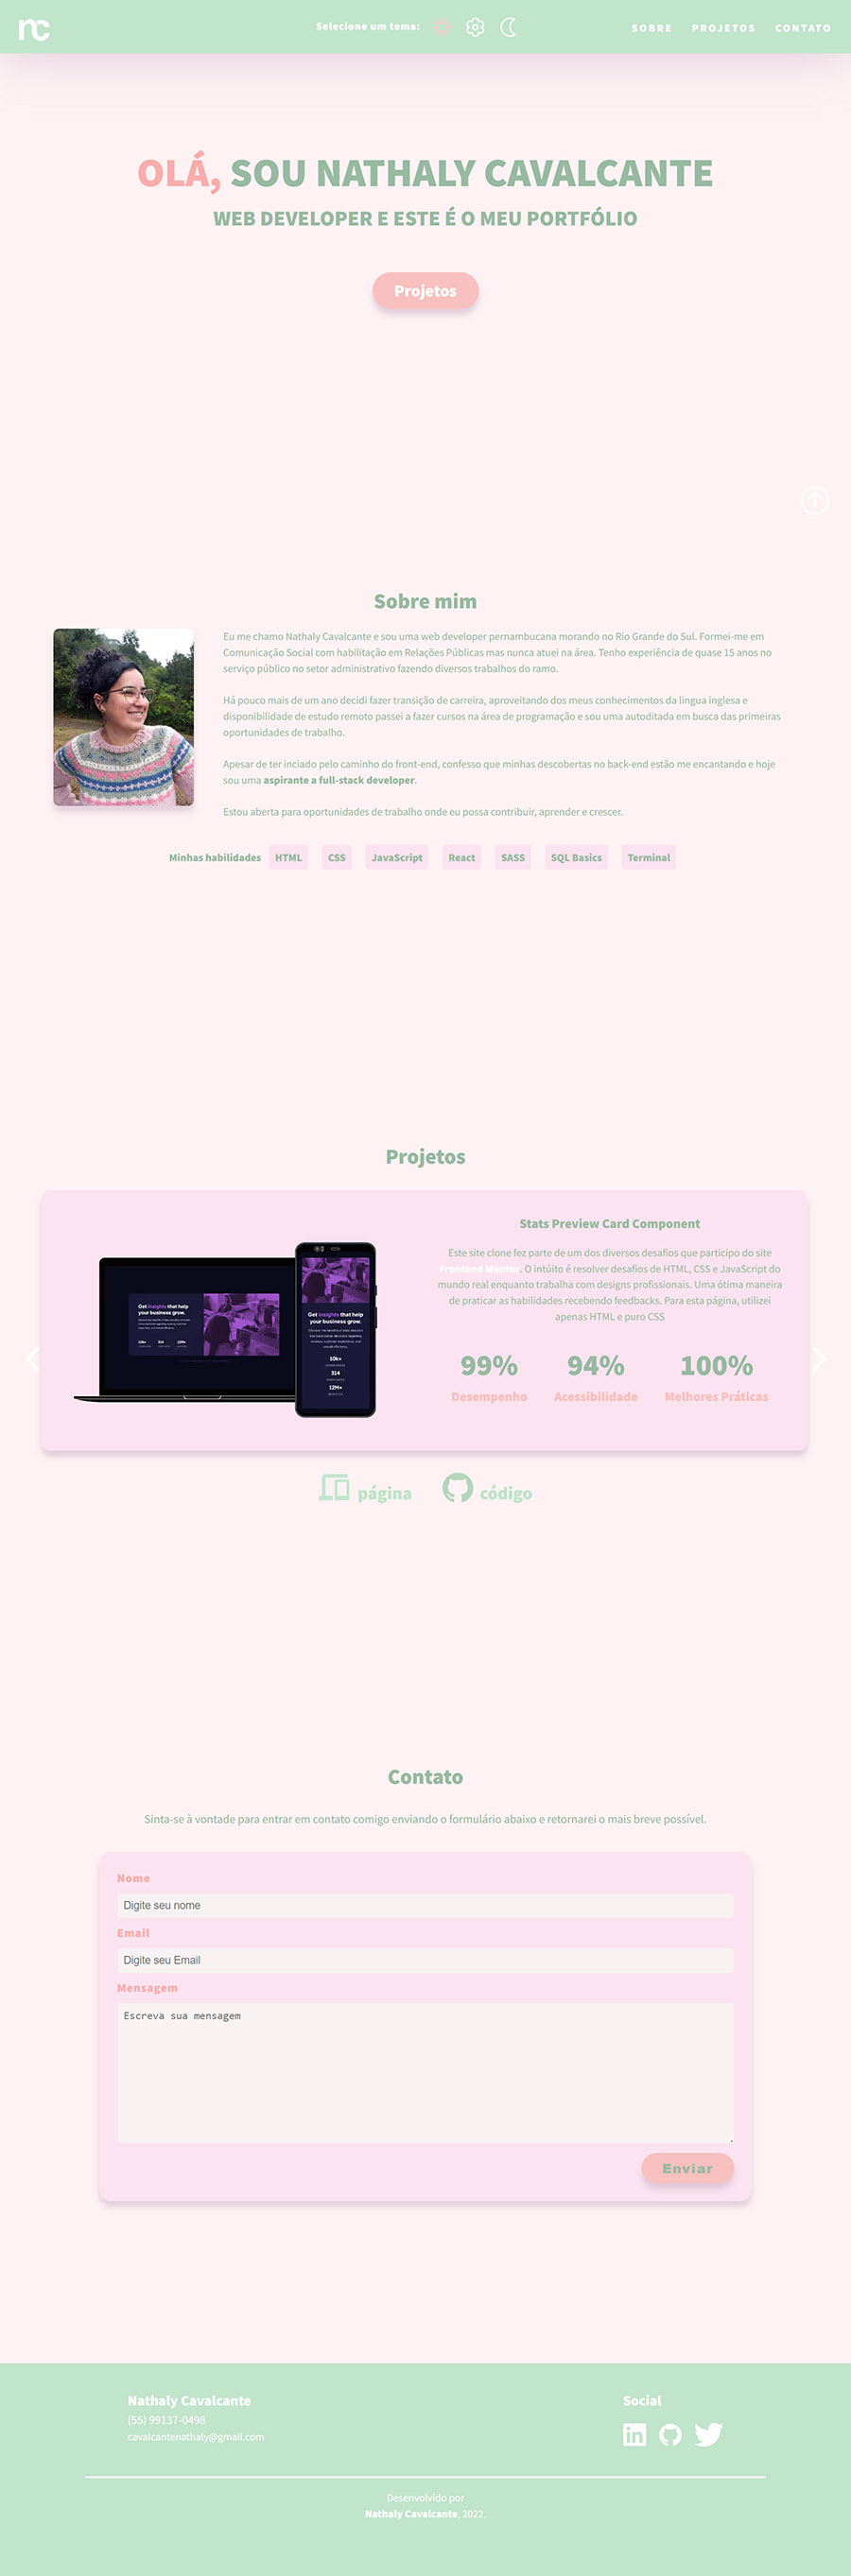 nc
Selecione um tema:
SOBRE PROJETOS CONTATO
OLÁ, SOU NATHALY CAVALCANTE
WEB DEVELOPER E ESTE É O MEU PORTFÓLIO
Projetos
Sobre mim
Eu me chamo Nathaly Cavalcante e sou uma web developer pernambucana morando no Rio Grande do Sul. Formei-me em
Comunicação Social com habilitação em Relações Públicas mas nunca atuei na área. Tenho experiência de quase 15 anos no
serviço público no setor administrativo fazendo diversos trabalhos do ramo.
Há pouco mais de um ano decidi fazer transição de carreira, aproveitando dos meus conhecimentos da lingua inglesa e
disponibilidade de estudo remoto passei a fazer cursos na área de programação e sou uma autoditada em busca das primeiras
oportunidades de trabalho.
Apesar de ter inciado pelo caminho do front-end, confesso que minhas descobertas no back-end estão me encantando e hoje
sou uma aspirante a full-stack developer.
Estou aberta para oportunidades de trabalho onde eu possa contribuir, aprender e crescer.
Minhas habilidades HTML CSS JavaScript React SASS SQL Basics Terminal
Projetos
Get insights that help
your business grow.
Get insights that help
your business grow.
10k+
314
12M+
Stats Preview Card Component
Este site clone fez parte de um dos diversos desafios que participo do site
Frontend Mentor. O intúito é resolver desafios de HTML, CSS e JavaScript do
mundo real enquanto trabalha com designs profissionais. Uma ótima maneira
de praticar as habilidades recebendo feedbacks. Para esta página, utilizei
apenas HTML e puro CSS
99% 94% 100%
Desempenho Acessibilidade Melhores Práticas
página código
Contato
Sinta-se à vontade para entrar em contato comigo enviando o formulário abaixo e retornarei o mais breve possível.
Nome
Digite seu nome
Email
Digite seu Email
Mensagem
Escreva sua mensagem
Enviar
Nathaly Cavalcante
(55) 99137-0498
cavalcantenathaly@gmail.com
Social
Desenvolvido por
Nathaly Cavalcante, 2022.